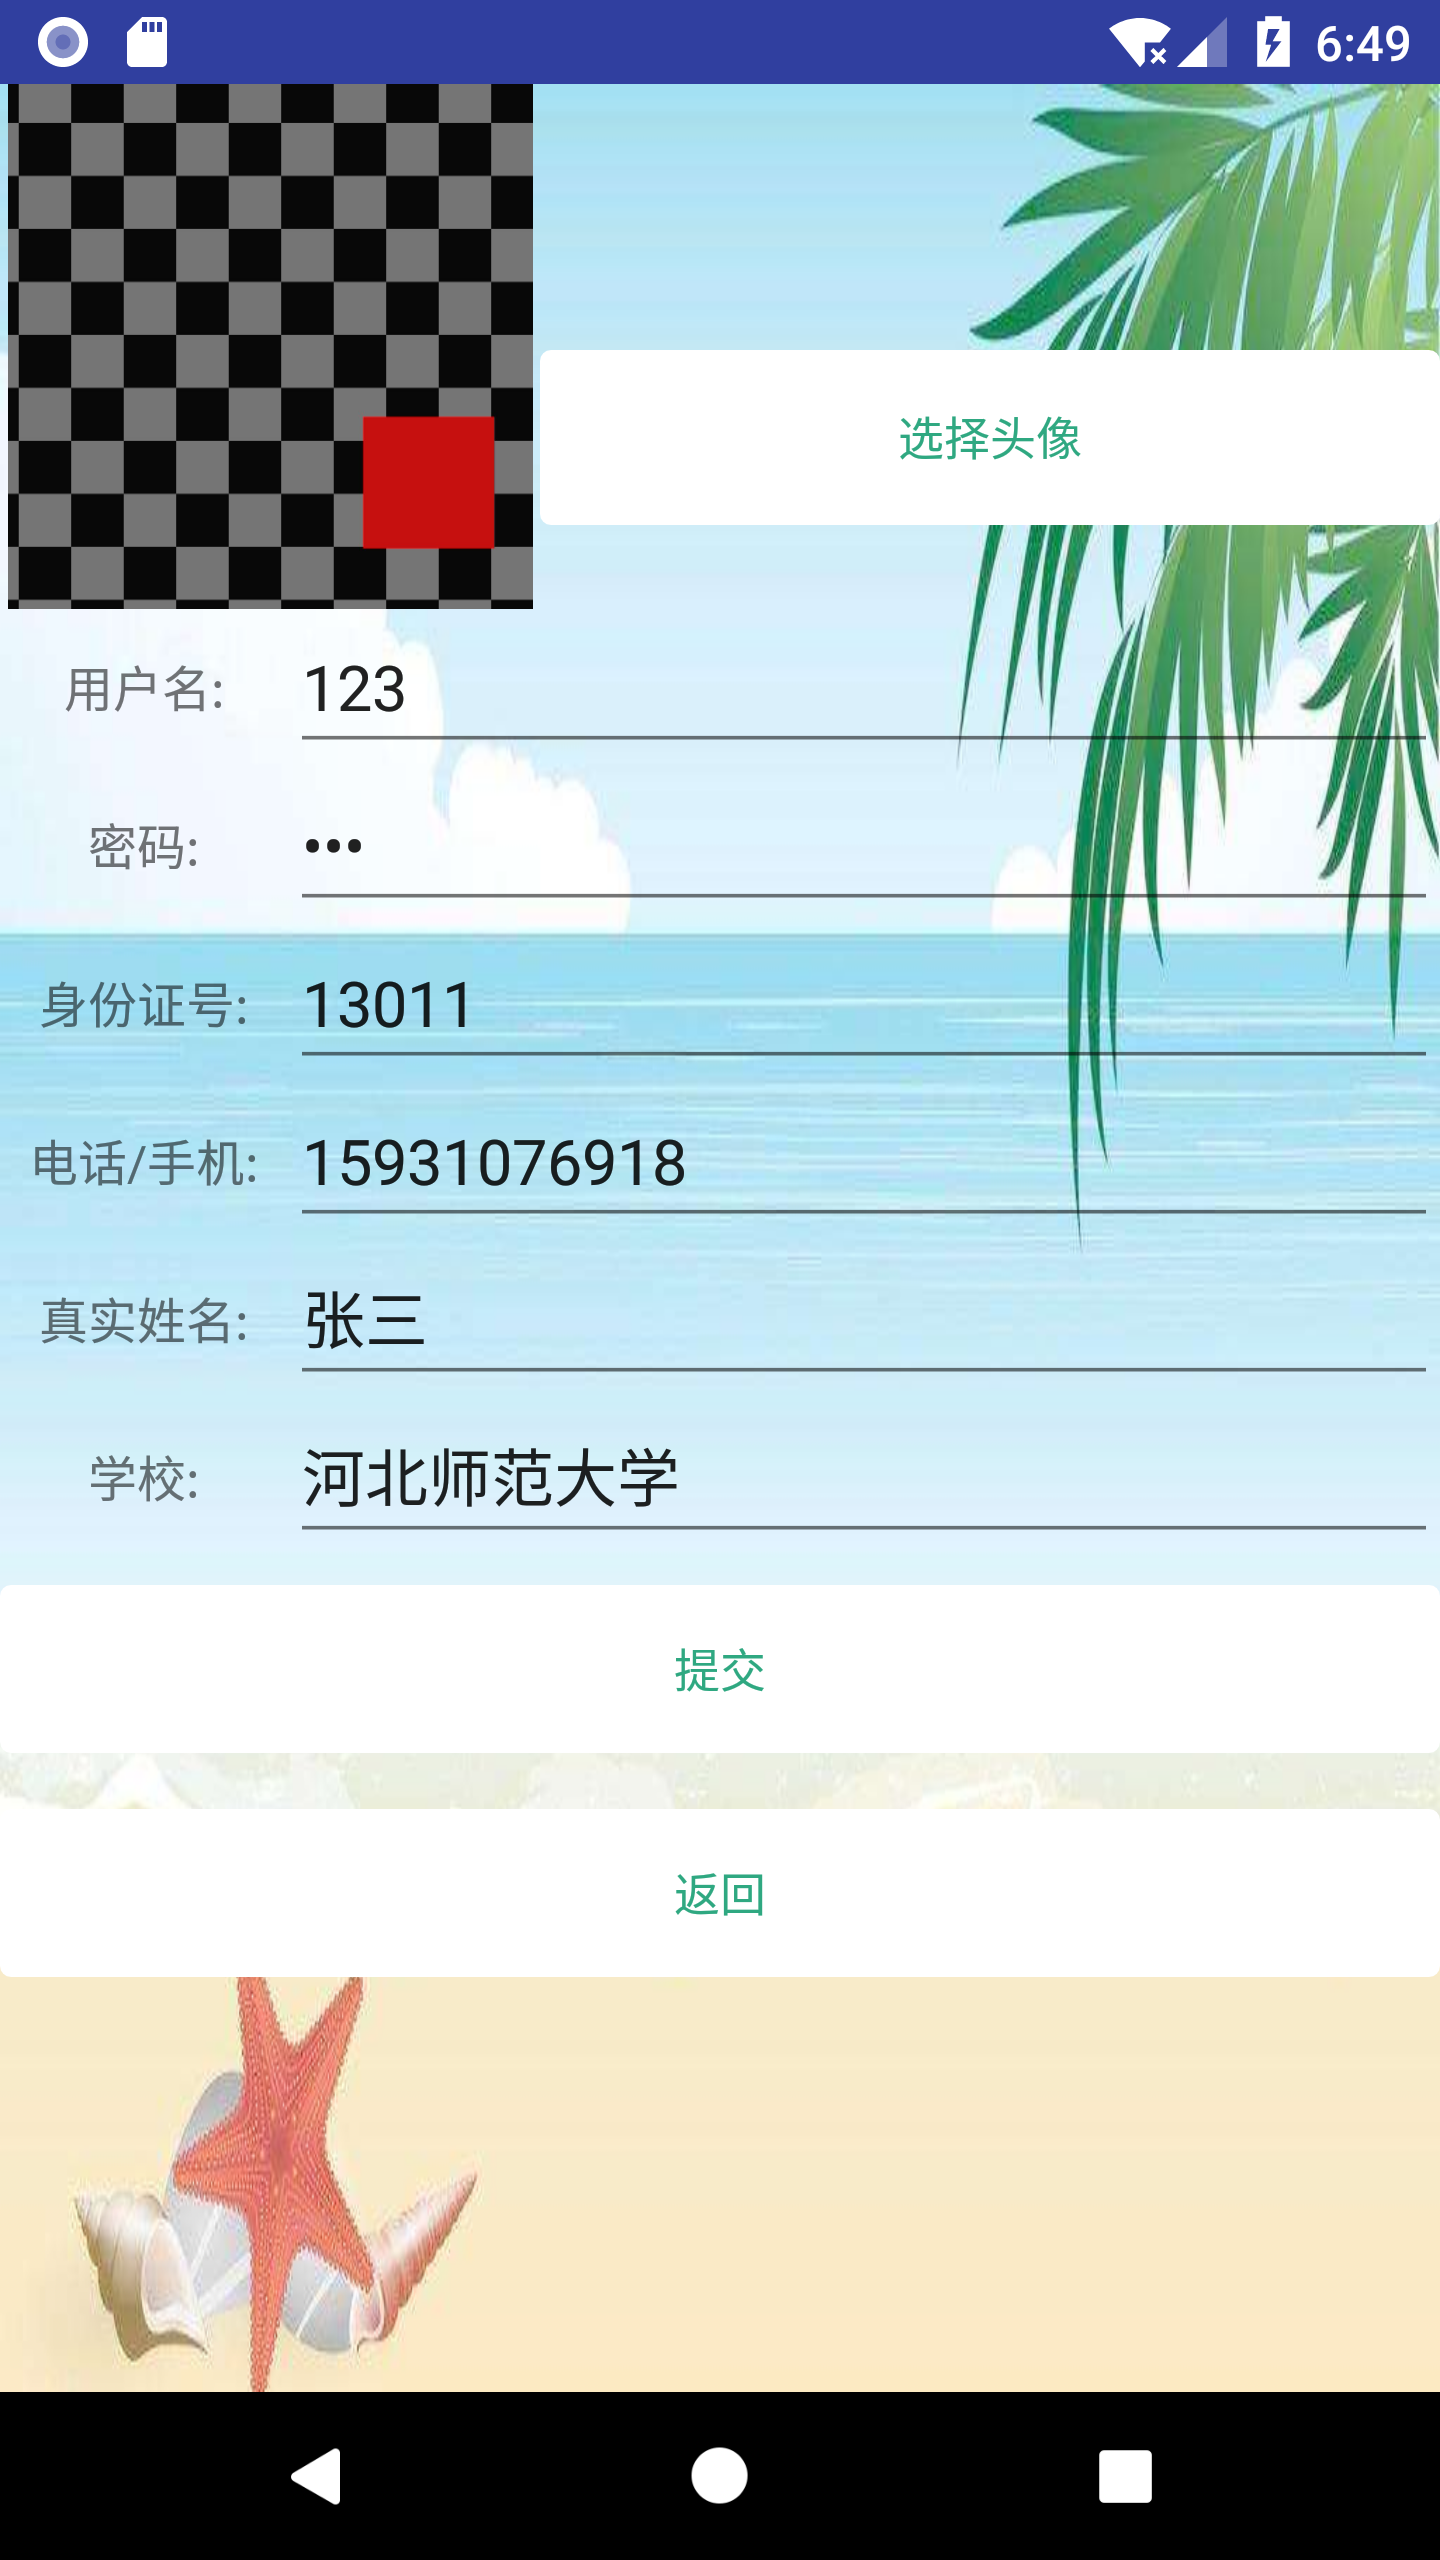 6:49
选择头像
用户名: 123
密码: •••
身份证号: 13011
电话/手机: 15931076918
真实姓名: 张三
学校: 河北师范大学
提交
返回